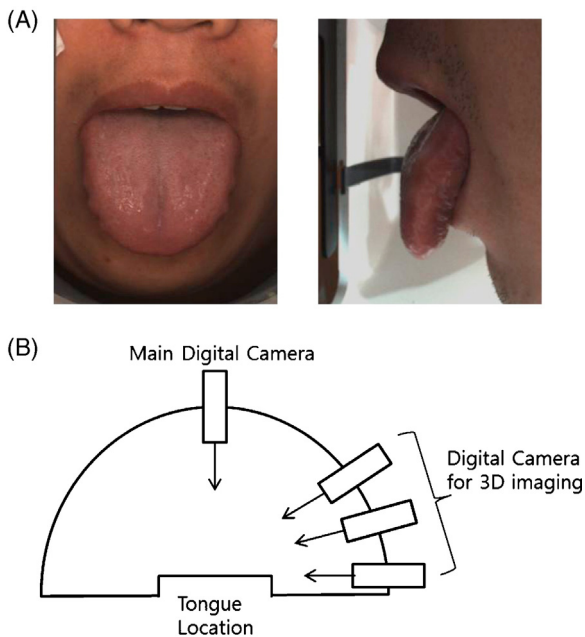 (A)
(B)
Main Digital Camera
Digital Camera
for 3D imaging
Tongue
Location